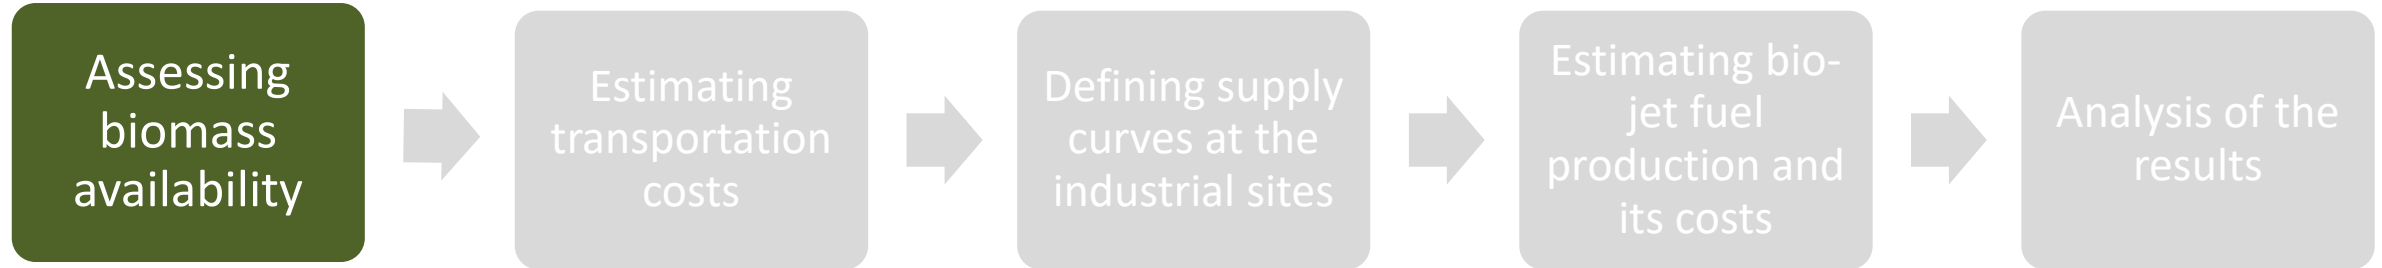 Assessing
biomass
availability
Estimating
transportation
costs
Defining supply
curves at the
industrial sites
Estimating bio-
jet fuel
production and
its costs
Analysis of the
results